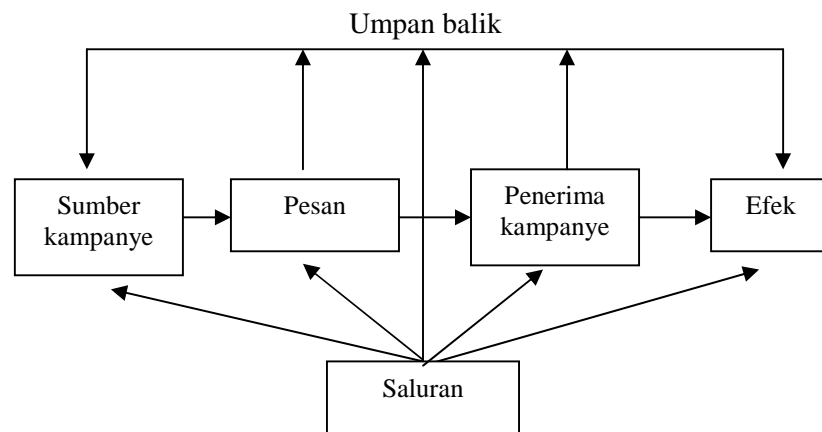 Umpan balik
Sumber
kampanye
Pesan
Penerima
kampanye
Efek
Saluran